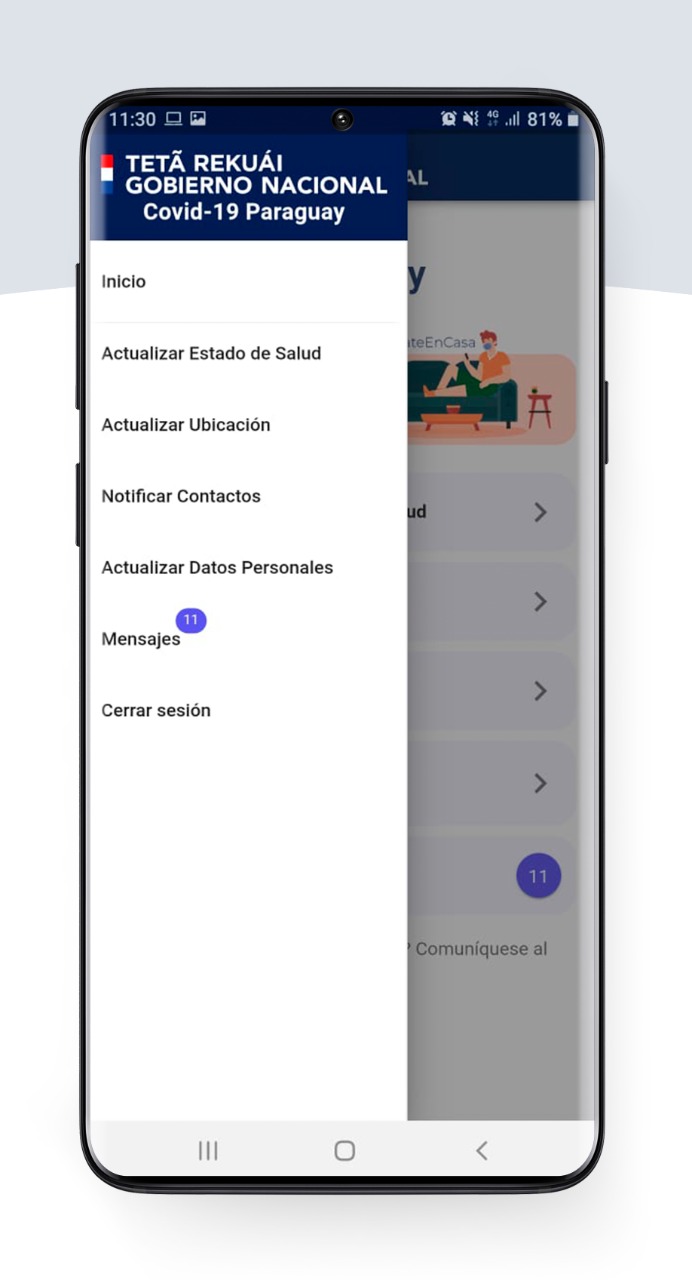 11:30
4G
81%
TETÃ REKUÁI
GOBIERNO NACIONAL
Covid-19 Paraguay
AL
Inicio
y
ateEnCasa
Actualizar Estado de Salud
Actualizar Ubicación
Notificar Contactos
ud
Actualizar Datos Personales
11
Mensajes
Cerrar sesión
11
? Comuníquese al